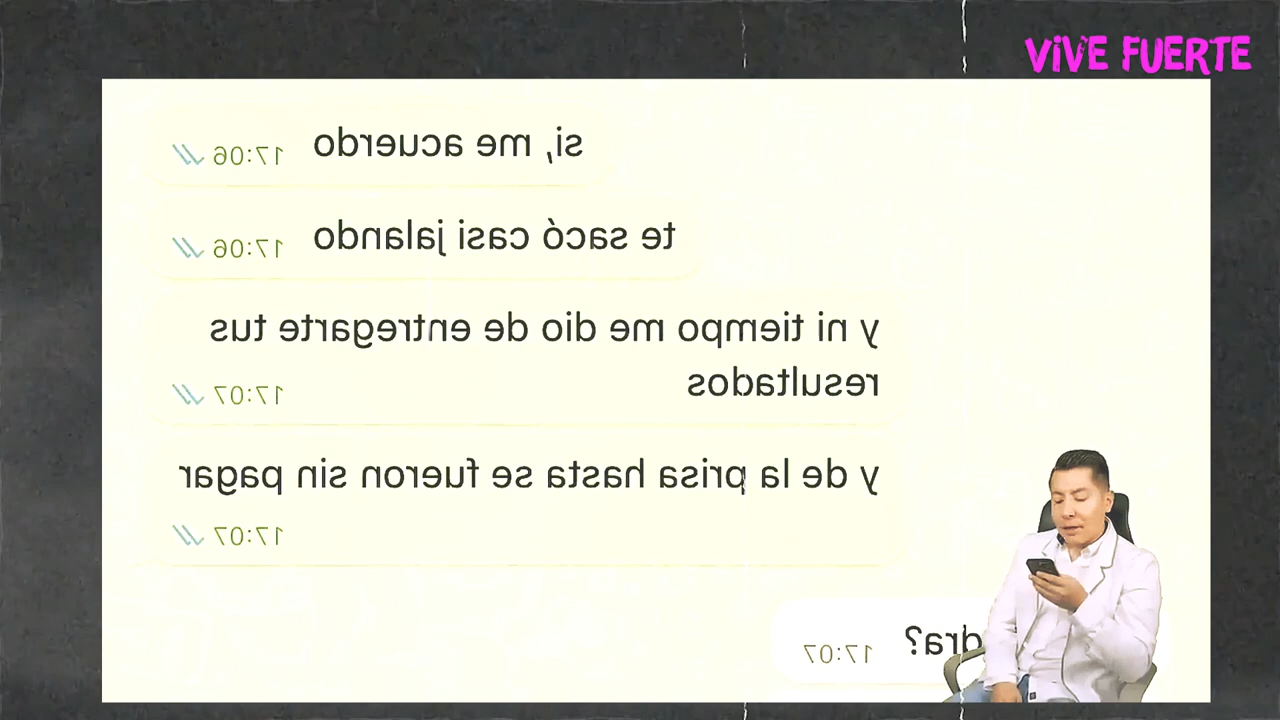 VIVE FUERTE
si, me acuerdo 17:06
te sacó casi jalando 17:06
y ni tiempo me dio de entregarte tus
resultados 17:07
y de la prisa hasta se fueron sin pagar
17:07
17:07